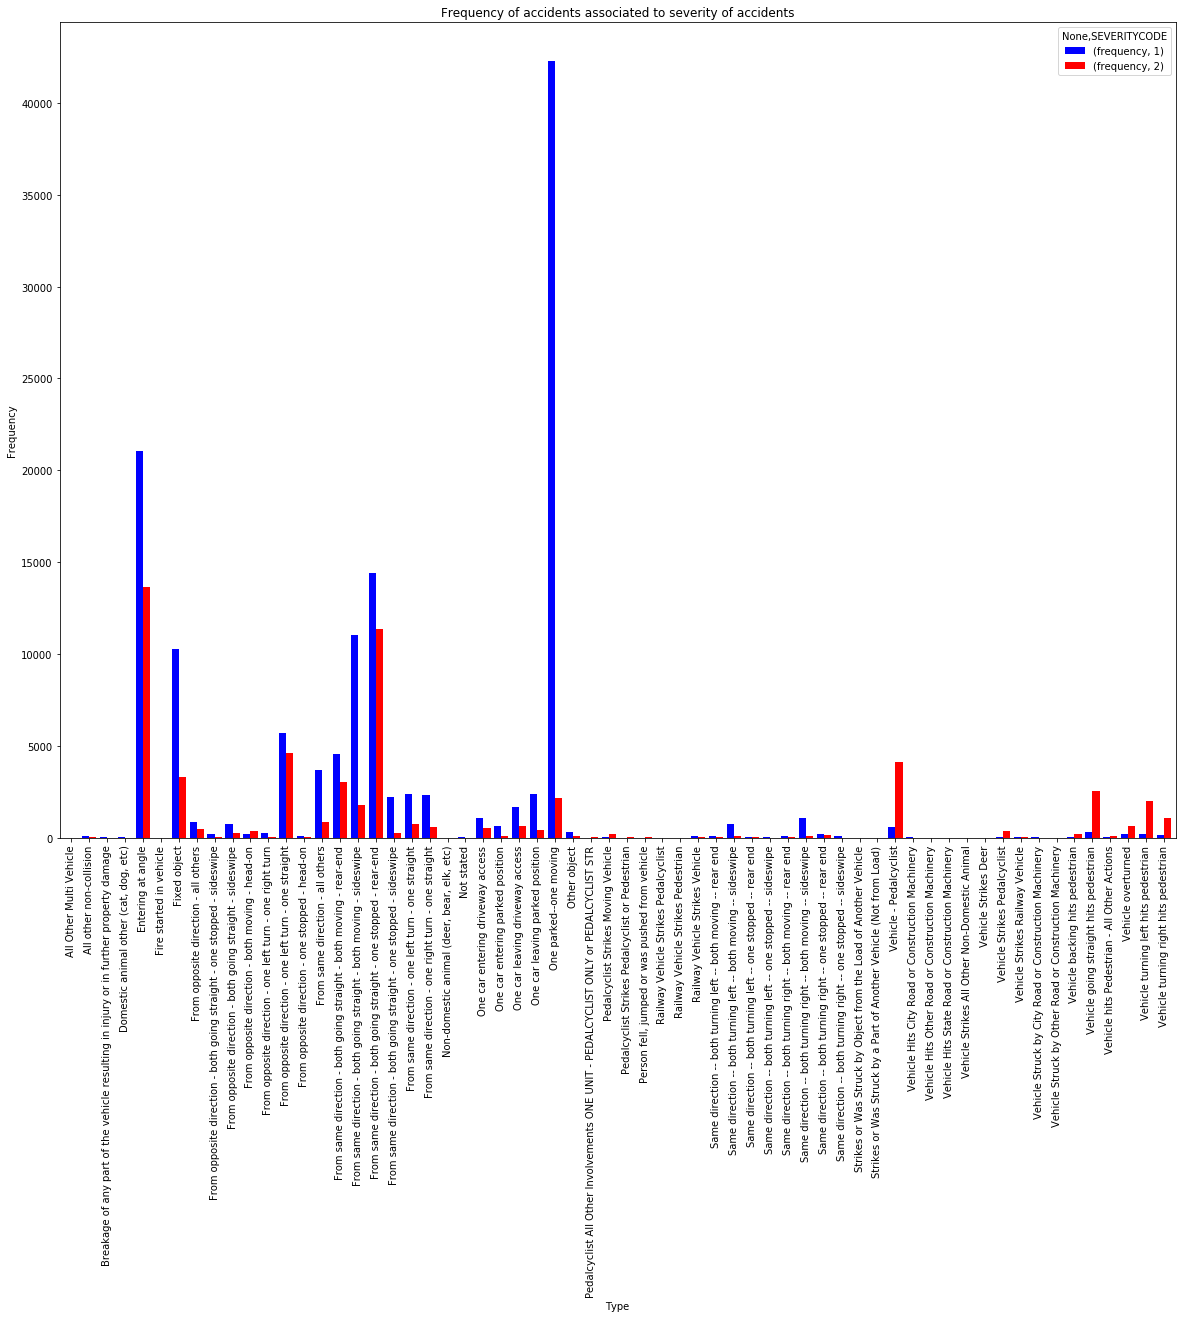 Frequency of accidents associated to severity of accidents
None,SEVERITYCODE
(frequency, 1)
(frequency, 2)
Frequency
40000
35000
30000
25000
20000
15000
10000
5000
0
All Other Multi Vehicle
All other non-collision
Breakage of any part of the vehicle resulting in injury or in further property damage
Domestic animal other (cat, dog, etc)
Entering at angle
Fire started in vehicle
Fixed object
From opposite direction - all others
From opposite direction - both going straight - one stopped - sideswipe
From opposite direction - both going straight - sideswipe
From opposite direction - both moving - head-on
From opposite direction - one left turn - one right turn
From opposite direction - one left turn - one straight
From opposite direction - one stopped - head-on
From same direction - all others
From same direction - both going straight - both moving - rear-end
From same direction - both going straight - both moving - sideswipe
From same direction - both going straight - one stopped - rear-end
From same direction - both going straight - one stopped - sideswipe
From same direction - one left turn - one straight
From same direction - one right turn - one straight
Non-domestic animal (deer, bear, elk, etc)
Not stated
One car entering driveway access
One car entering parked position
One car leaving driveway access
One car leaving parked position
One parked--one moving
Other object
Pedalcyclist All Other Involvements ONE UNIT - PEDALCYCLIST ONLY or PEDALCYCLIST STR
Pedalcyclist Strikes Moving Vehicle
Pedalcyclist Strikes Pedalcyclist or Pedestrian
Person fell, jumped or was pushed from vehicle
Railway Vehicle Strikes Pedalcyclist
Railway Vehicle Strikes Pedestrian
Railway Vehicle Strikes Vehicle
Same direction -- both turning left -- both moving -- rear end
Same direction -- both turning left -- both moving -- sideswipe
Same direction -- both turning left -- one stopped -- rear end
Same direction -- both turning left -- one stopped -- sideswipe
Same direction -- both turning right -- both moving -- rear end
Same direction -- both turning right -- both moving -- sideswipe
Same direction -- both turning right -- one stopped -- rear end
Same direction -- both turning right -- one stopped -- sideswipe
Strikes or Was Struck by Object from the Load of Another Vehicle
Strikes or Was Struck by a Part of Another Vehicle (Not from Load)
Vehicle - Pedalcyclist
Vehicle Hits City Road or Construction Machinery
Vehicle Hits Other Road or Construction Machinery
Vehicle Hits State Road or Construction Machinery
Vehicle Strikes All Other Non-Domestic Animal
Vehicle Strikes Deer
Vehicle Strikes Pedalcyclist
Vehicle Strikes Railway Vehicle
Vehicle Struck by City Road or Construction Machinery
Vehicle Struck by Other Road or Construction Machinery
Vehicle backing hits pedestrian
Vehicle going straight hits pedestrian
Vehicle hits Pedestrian - All Other Actions
Vehicle overturned
Vehicle turning left hits pedestrian
Vehicle turning right hits pedestrian
Type